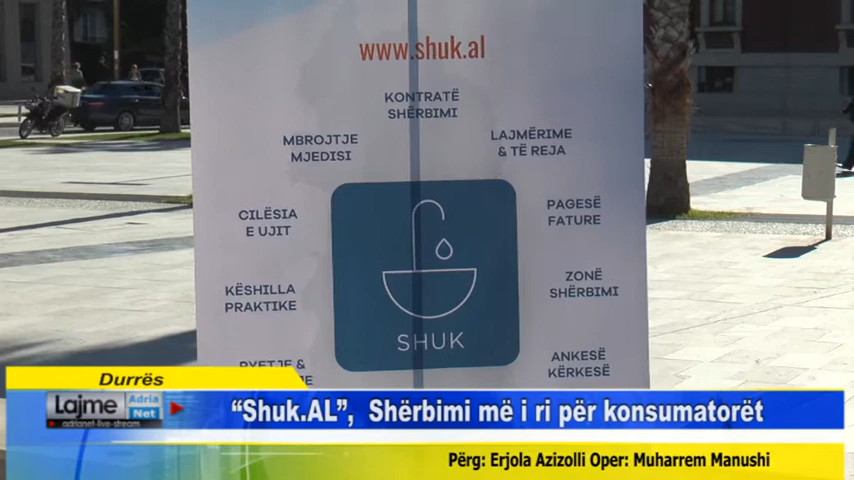 www.shuk.al
KONTRATË
SHËRBIMI
MBROJTJE
MJEDISI
LAJMËRIME
& TË REJA
CILËSIA
E UJIT
PAGESË
FATURE
KËSHILLA
PRAKTIKE
ZONË
SHËRBIMI
SHUK
ANKESË
KËRKESË
Durrës
Lajme Adria Net
adrianet-live-stream
“Shuk.AL”, Shërbimi më i ri për konsumatorët
Përg: Erjola Azizolli Oper: Muharrem Manushi